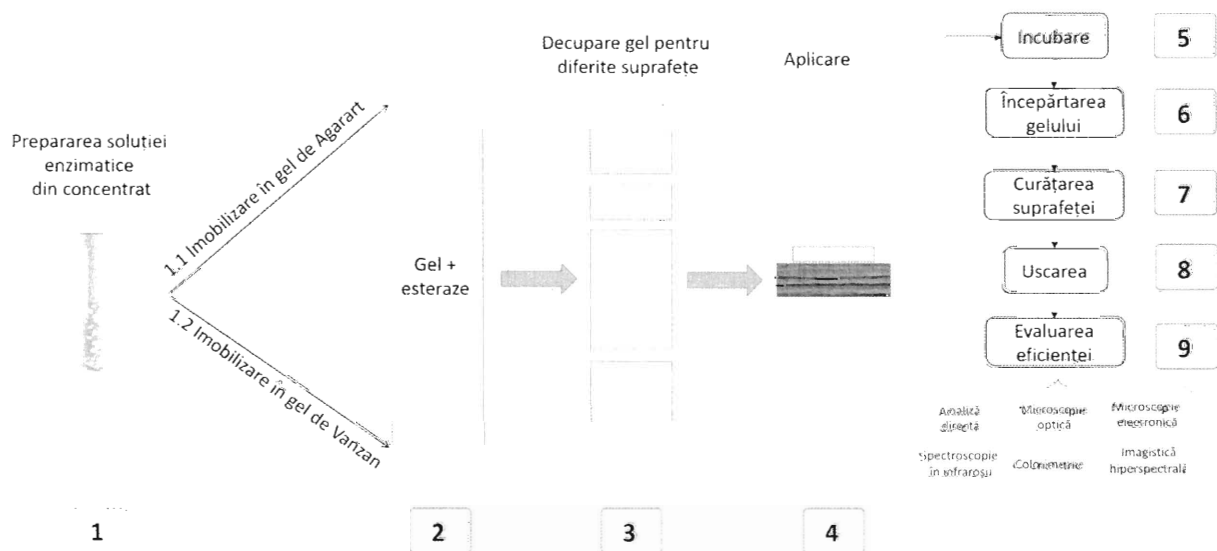 Prepararea soluției
enzimatice
din concentrat
1.1 Imobilizare în gel de Agarart
1.2 Imobilizare în gel de Vanzan
Gel +
esteraze
Decupare gel pentru
diferite suprafețe
Aplicare
Incubare
5
Începărtarea
gelului
6
Curățarea
suprafeței
7
Uscarea
8
Evaluarea
eficienței
9
Analiză
directă
Microscopie
optică
Microscopie
electronică
Spectroscopie
în infraroșu
Colorimetrie
Imagistică
hiperspectrală
1
2
3
4